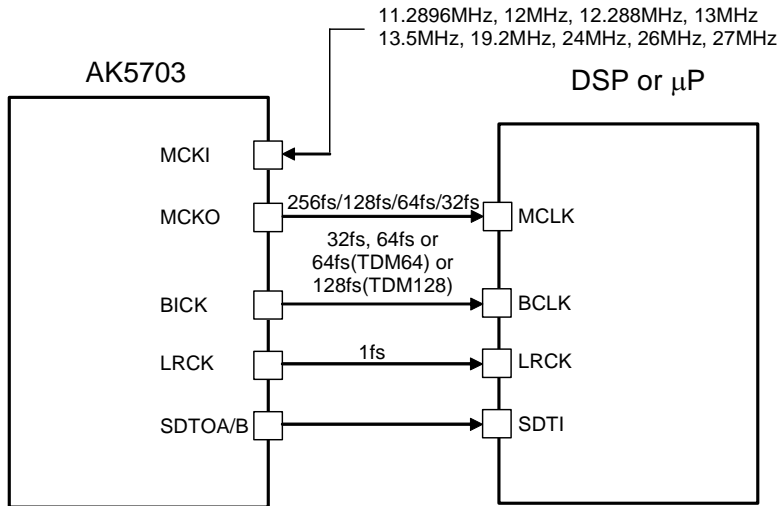 11.2896MHz, 12MHz, 12.288MHz, 13MHz
13.5MHz, 19.2MHz, 24MHz, 26MHz, 27MHz
AK5703
DSP or μP
MCKI
MCKO
256fs/128fs/64fs/32fs
MCLK
32fs, 64fs or
64fs(TDM64) or
128fs(TDM128)
BICK
BCLK
LRCK
1fs
LRCK
SDTOA/B
SDTI